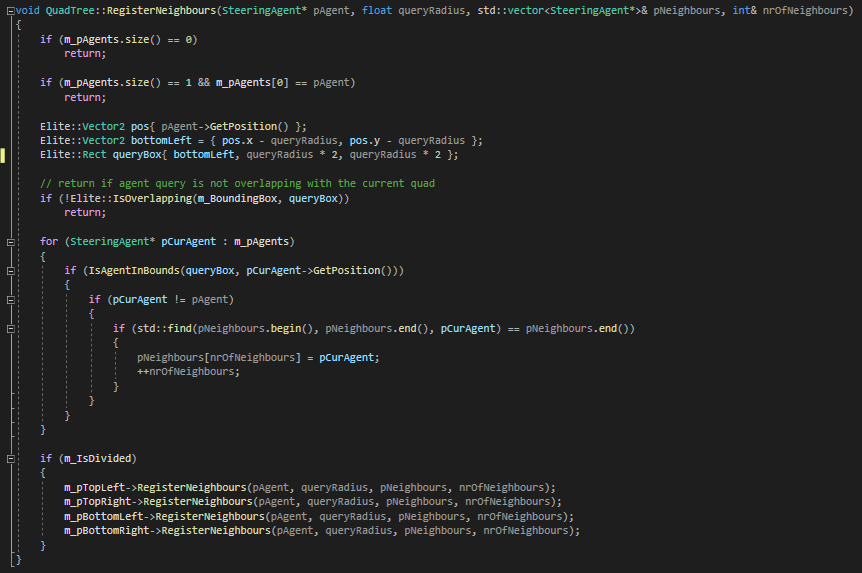 void QuadTree::RegisterNeighbours(SteeringAgent* pAgent, float queryRadius, std::vector<SteeringAgent*>& pNeighbours, int& nrOfNeighbours)
{
    if (m_pAgents.size() == 0)
        return;

    if (m_pAgents.size() == 1 && m_pAgents[0] == pAgent)
        return;

    Elite::Vector2 pos{ pAgent->GetPosition() };
    Elite::Vector2 bottomLeft = { pos.x - queryRadius, pos.y - queryRadius };
    Elite::Rect queryBox{ bottomLeft, queryRadius * 2, queryRadius * 2 };

    // return if agent query is not overlapping with the current quad
    if (!Elite::IsOverlapping(m_BoundingBox, queryBox))
        return;

    for (SteeringAgent* pCurAgent : m_pAgents)
    {
        if (IsAgentInBounds(queryBox, pCurAgent->GetPosition()))
        {
            if (pCurAgent != pAgent)
            {
                if (std::find(pNeighbours.begin(), pNeighbours.end(), pCurAgent) == pNeighbours.end())
                {
                    pNeighbours[nrOfNeighbours] = pCurAgent;
                    ++nrOfNeighbours;
                }
            }
        }
    }

    if (m_IsDivided)
    {
        m_pTopLeft->RegisterNeighbours(pAgent, queryRadius, pNeighbours, nrOfNeighbours);
        m_pTopRight->RegisterNeighbours(pAgent, queryRadius, pNeighbours, nrOfNeighbours);
        m_pBottomLeft->RegisterNeighbours(pAgent, queryRadius, pNeighbours, nrOfNeighbours);
        m_pBottomRight->RegisterNeighbours(pAgent, queryRadius, pNeighbours, nrOfNeighbours);
    }
}